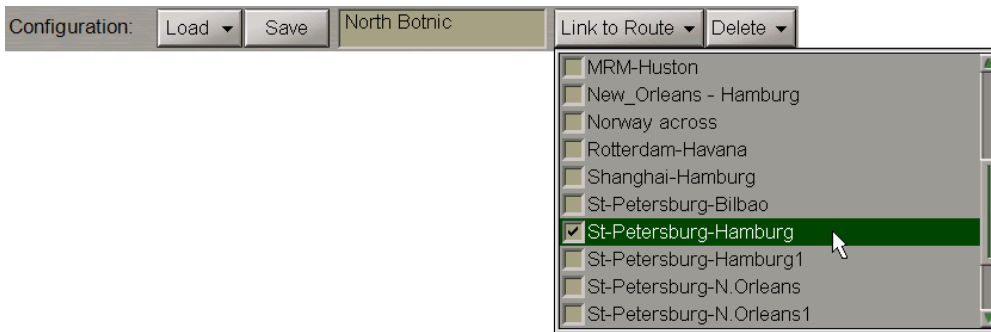 Configuration: Load Save North Botnic Link to Route Delete
MRM-Huston
New_Orleans - Hamburg
Norway across
Rotterdam-Havana
Shanghai-Hamburg
St-Petersburg-Bilbao
St-Petersburg-Hamburg
St-Petersburg-Hamburg1
St-Petersburg-N.Orleans
St-Petersburg-N.Orleans1